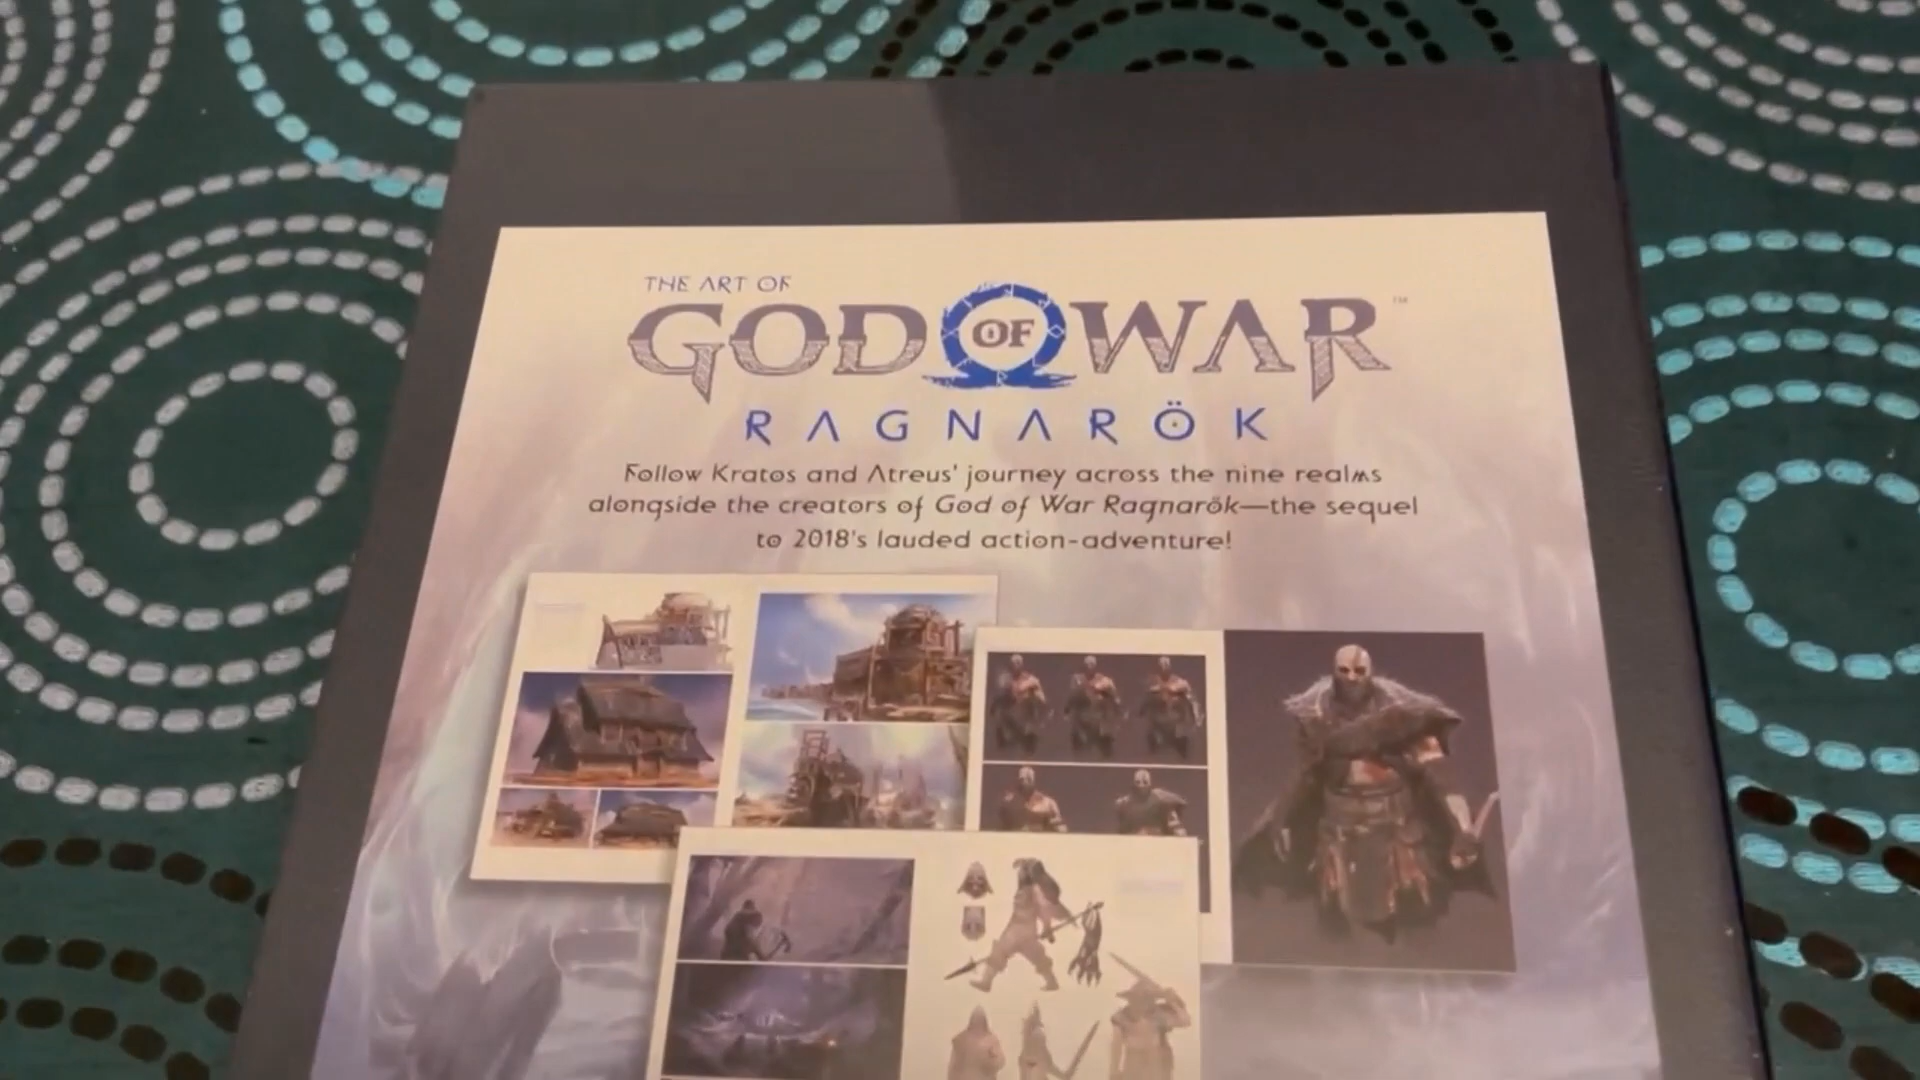 THE ART OF
GOD OF WAR™
RAGNARÖK
Follow Kratos and Atreus' journey across the nine realms
alongside the creators of God of War Ragnarök—the sequel
to 2018's lauded action-adventure!